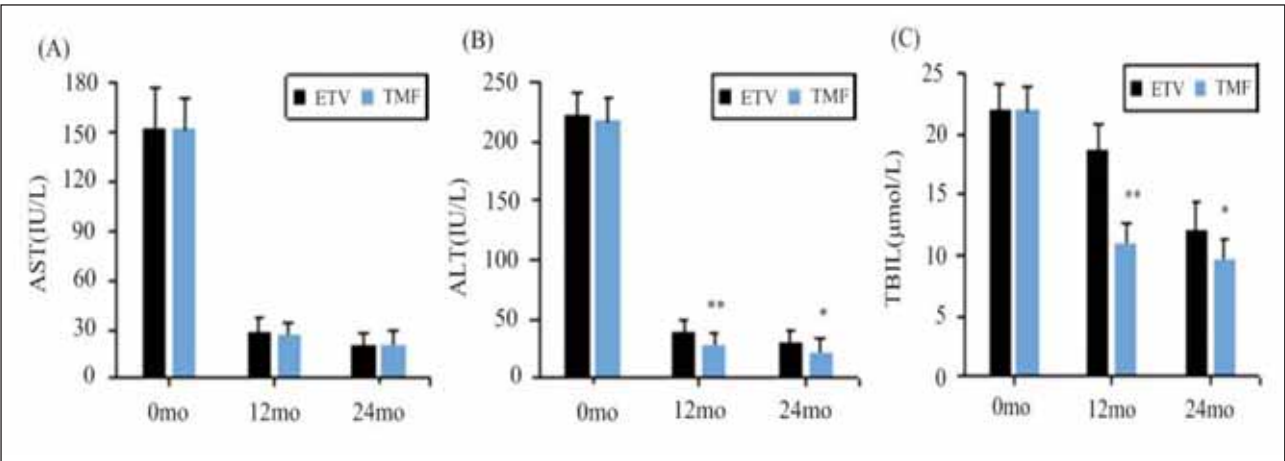 (A)
AST(IU/L)
180
150
120
90
60
30
0
ETV TMF
0mo 12mo 24mo
(B)
ALT(IU/L)
250
200
150
100
50
0
ETV TMF
**
*
0mo 12mo 24mo
(C)
TBIL(μmol/L)
25
20
15
10
5
0
ETV TMF
**
*
0mo 12mo 24mo